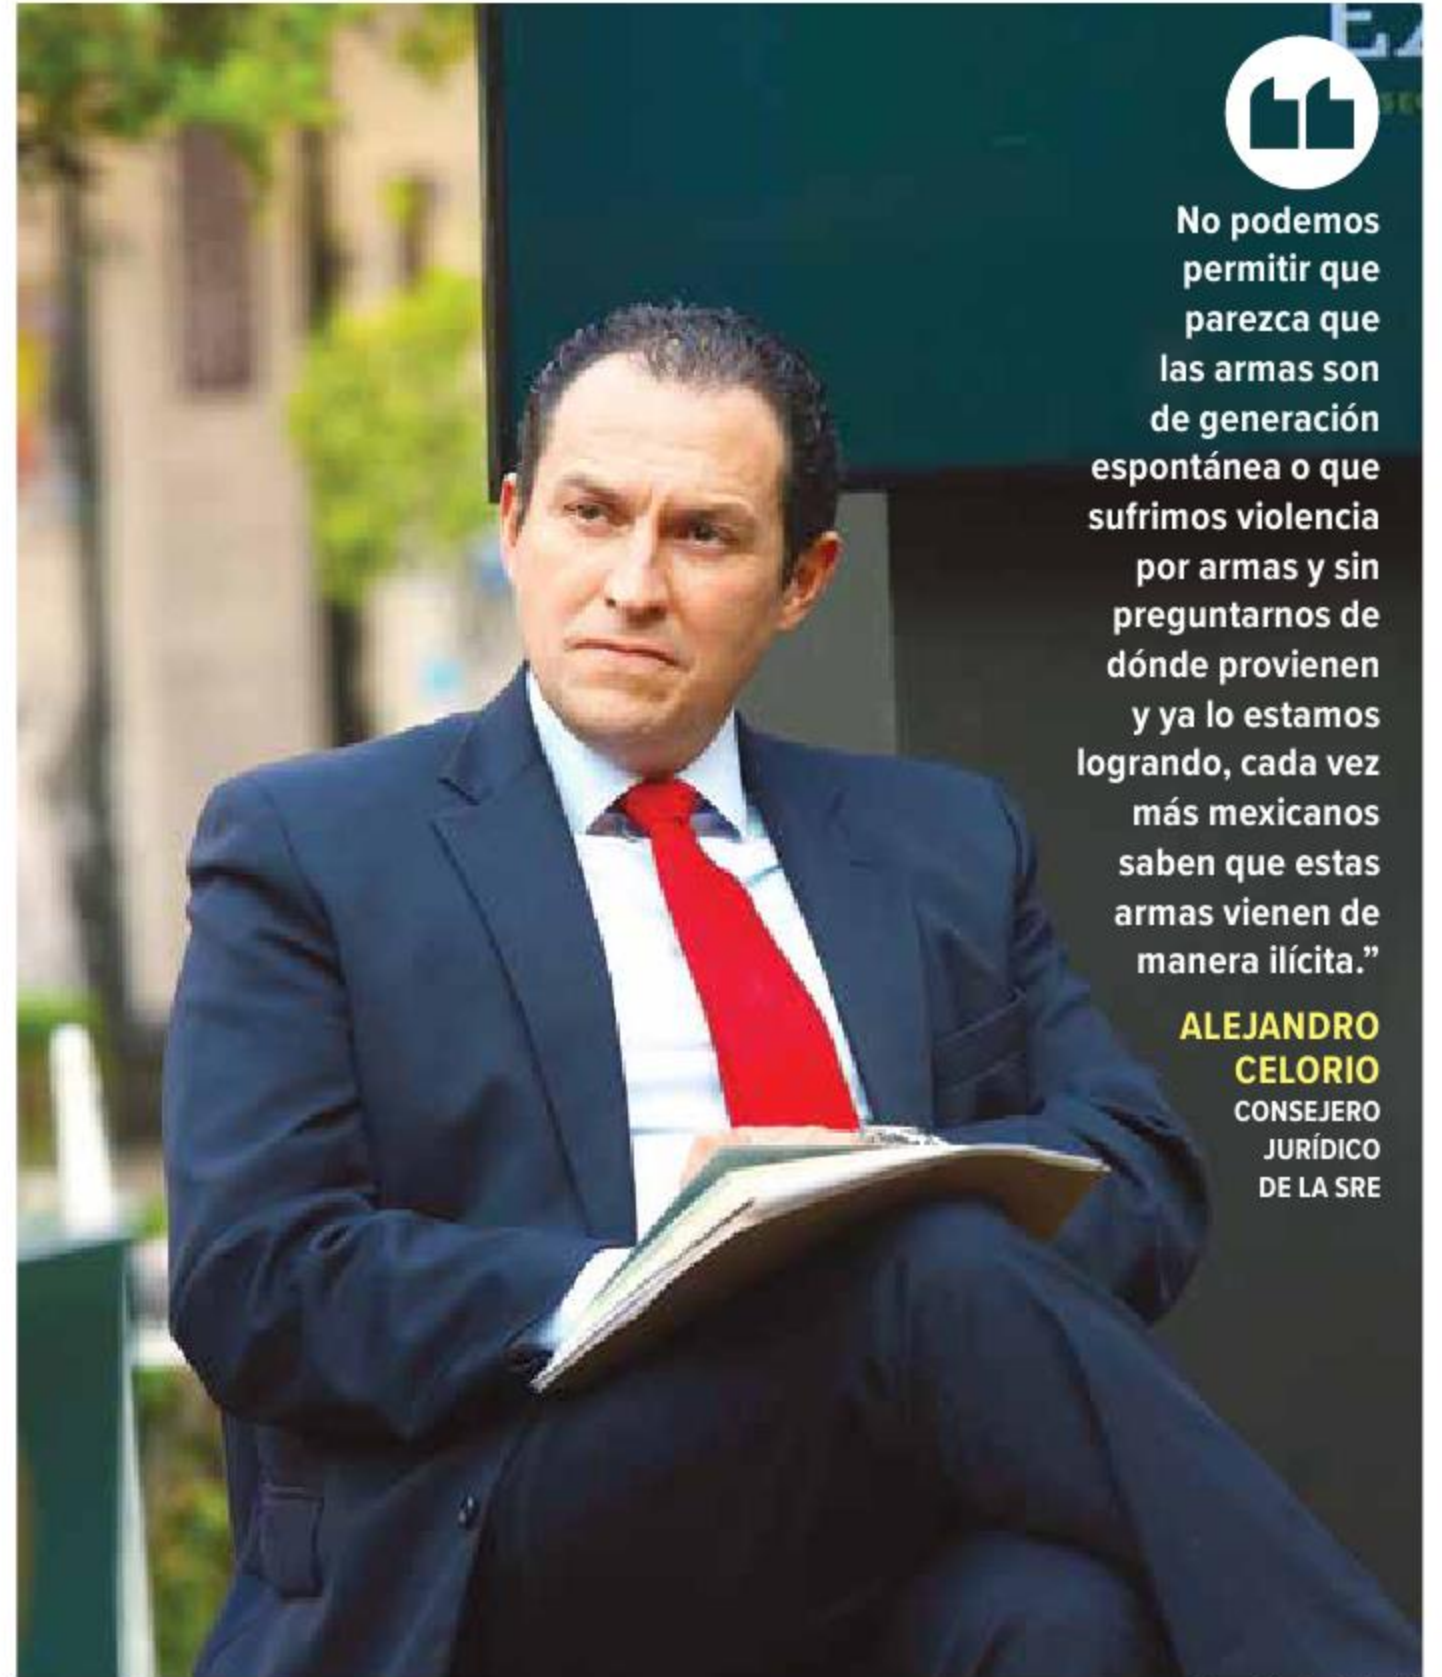 No podemos
permitir que
parezca que
las armas son
de generación
espontánea o que
sufrimos violencia
por armas y sin
preguntarnos de
dónde provienen
y ya lo estamos
logrando, cada vez
más mexicanos
saben que estas
armas vienen de
manera ilícita.”
ALEJANDRO
CELORIO
CONSEJERO
JURÍDICO
DE LA SRE